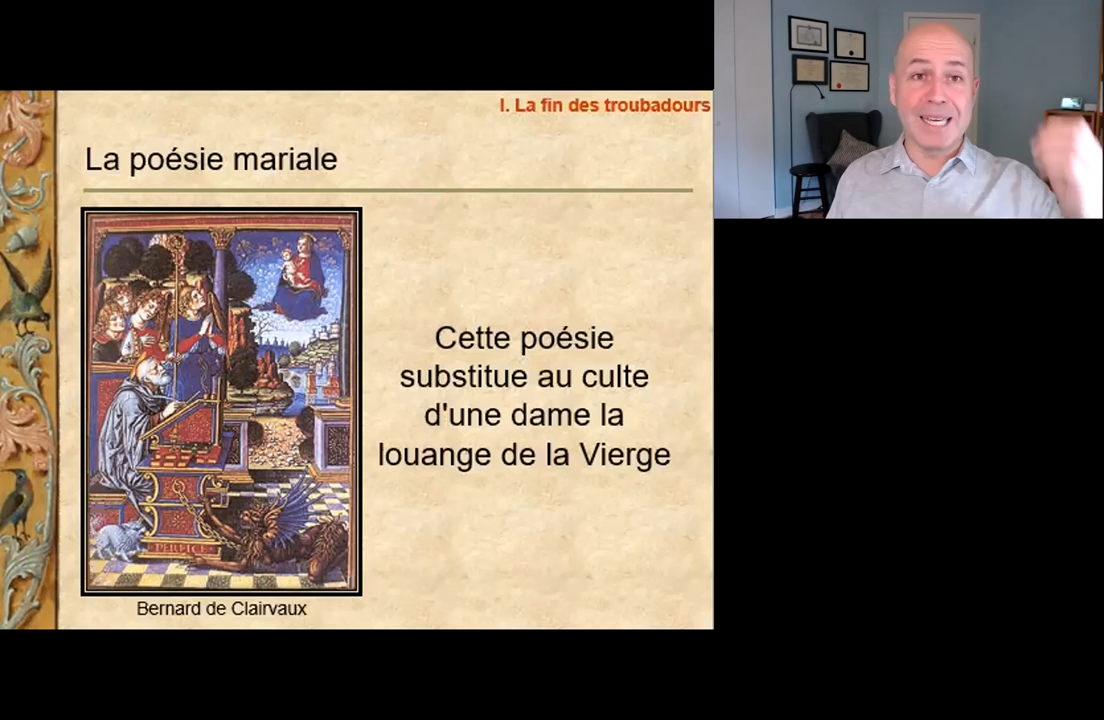 I. La fin des troubadours
La poésie mariale
Cette poésie
substitue au culte
d'une dame la
louange de la Vierge
PERFICE
Bernard de Clairvaux